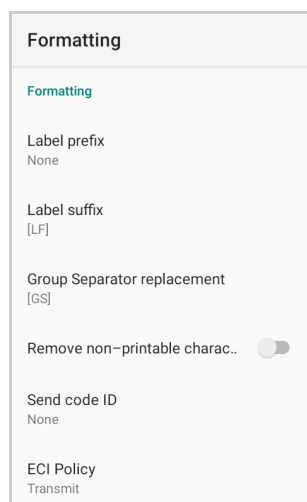 Formatting
Formatting
Label prefix
None
Label suffix
[LF]
Group Separator replacement
[GS]
Remove non–printable charac..
Send code ID
None
ECI Policy
Transmit